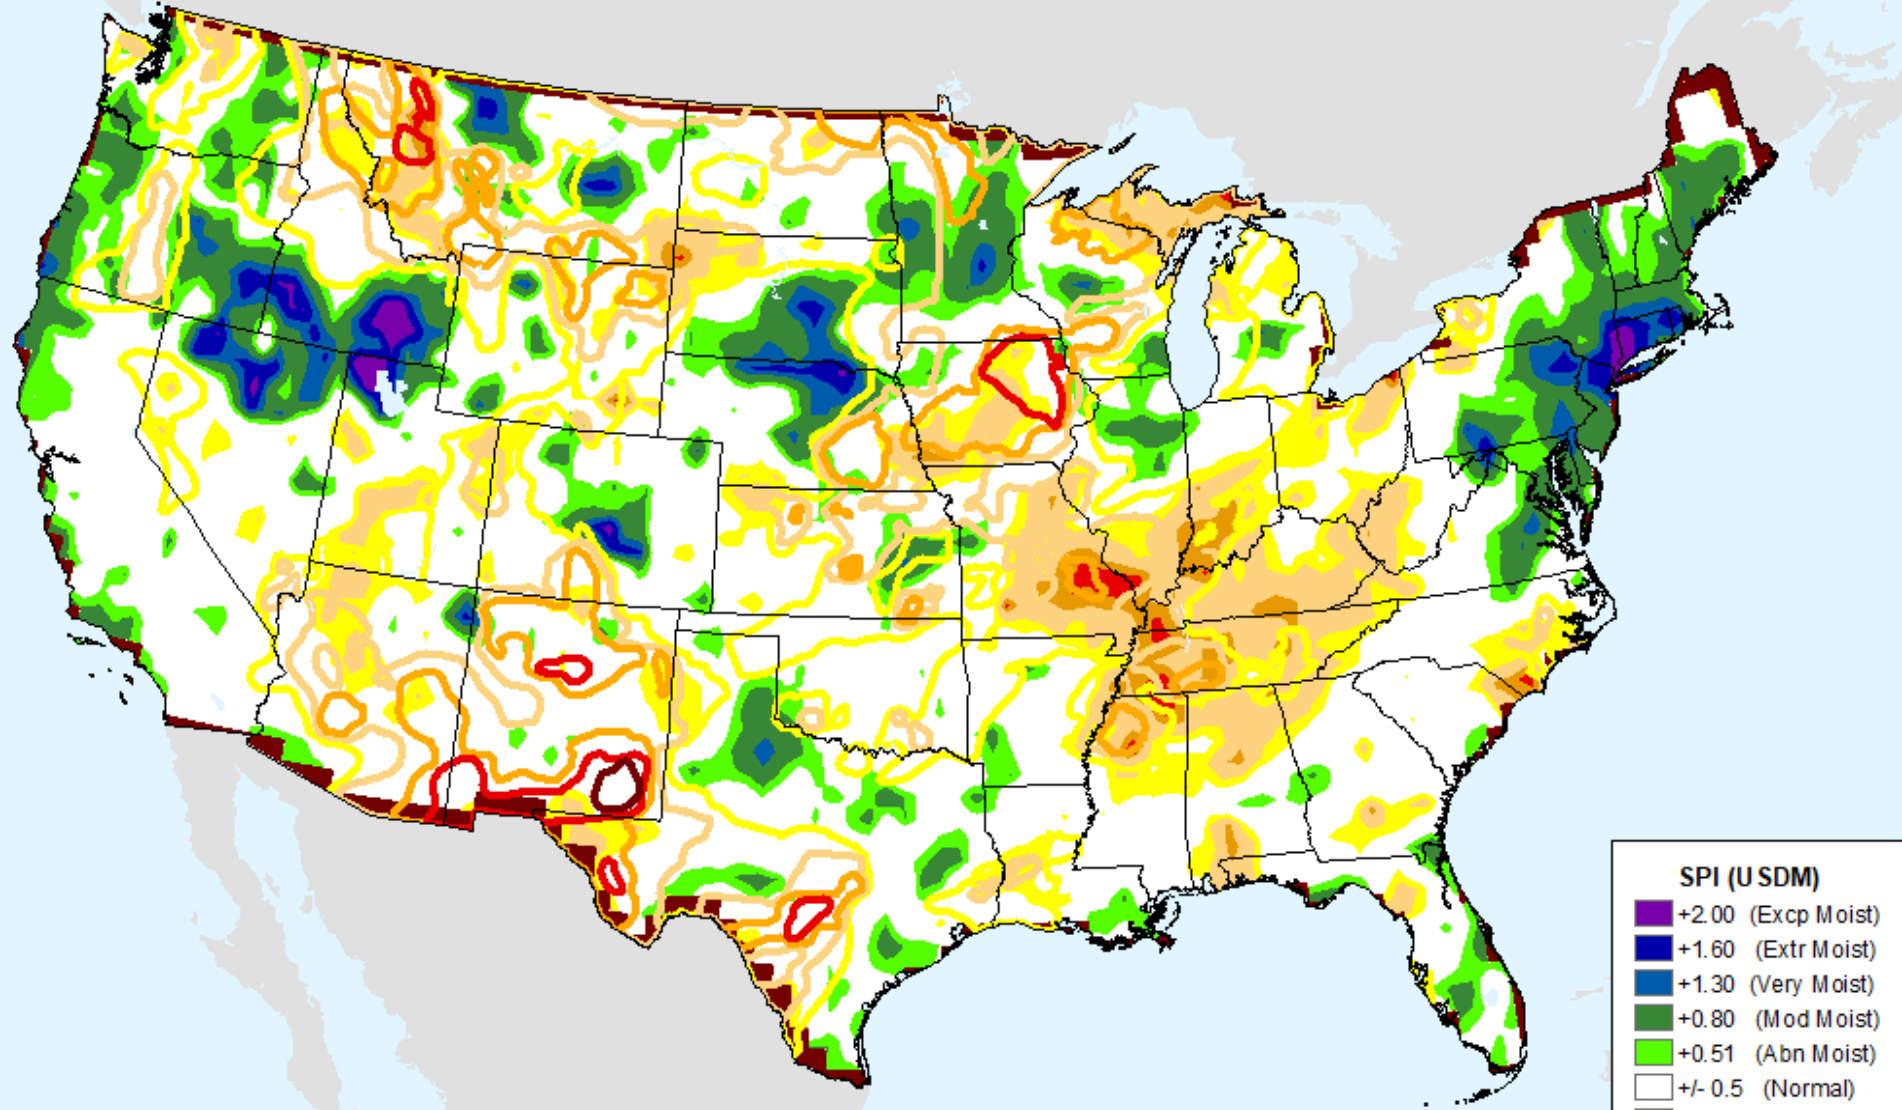 SPI (USDM)
+2.00 (Excp Moist)
+1.60 (Extr Moist)
+1.30 (Very Moist)
+0.80 (Mod Moist)
+0.51 (Abn Moist)
+/- 0.5 (Normal)